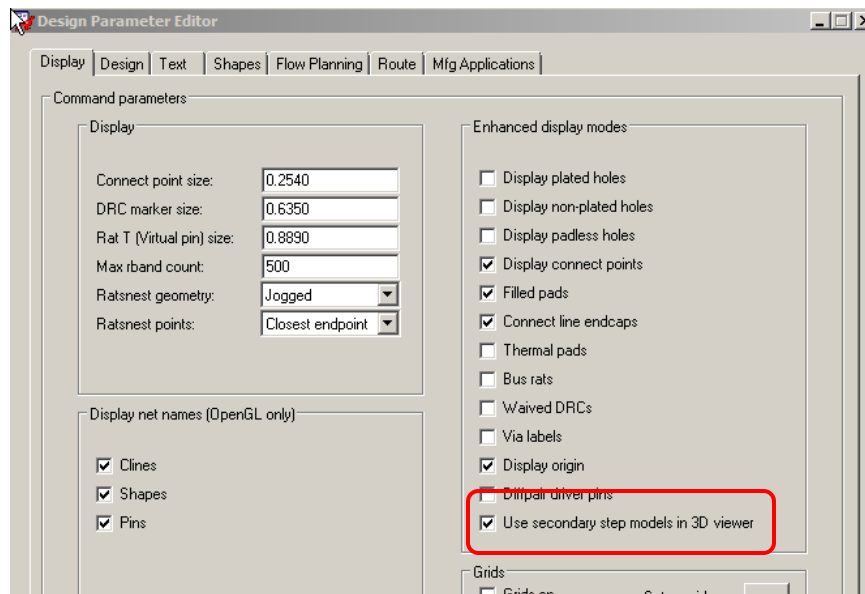 Design Parameter Editor
Display Design Text Shapes Flow Planning Route Mfg Applications
Command parameters
Display
Connect point size: 0.2540
DRC marker size: 0.6350
Rat T (Virtual pin) size: 0.8890
Max rband count: 500
Ratsnest geometry: Jogged
Ratsnest points: Closest endpoint
Display net names (OpenGL only)
Clines
Shapes
Pins
Enhanced display modes
Display plated holes
Display non-plated holes
Display padless holes
Display connect points
Filled pads
Connect line endcaps
Thermal pads
Bus rats
Waived DRCs
Via labels
Display origin
Diffpair driver pins
Use secondary step models in 3D viewer
Grids
Grids on